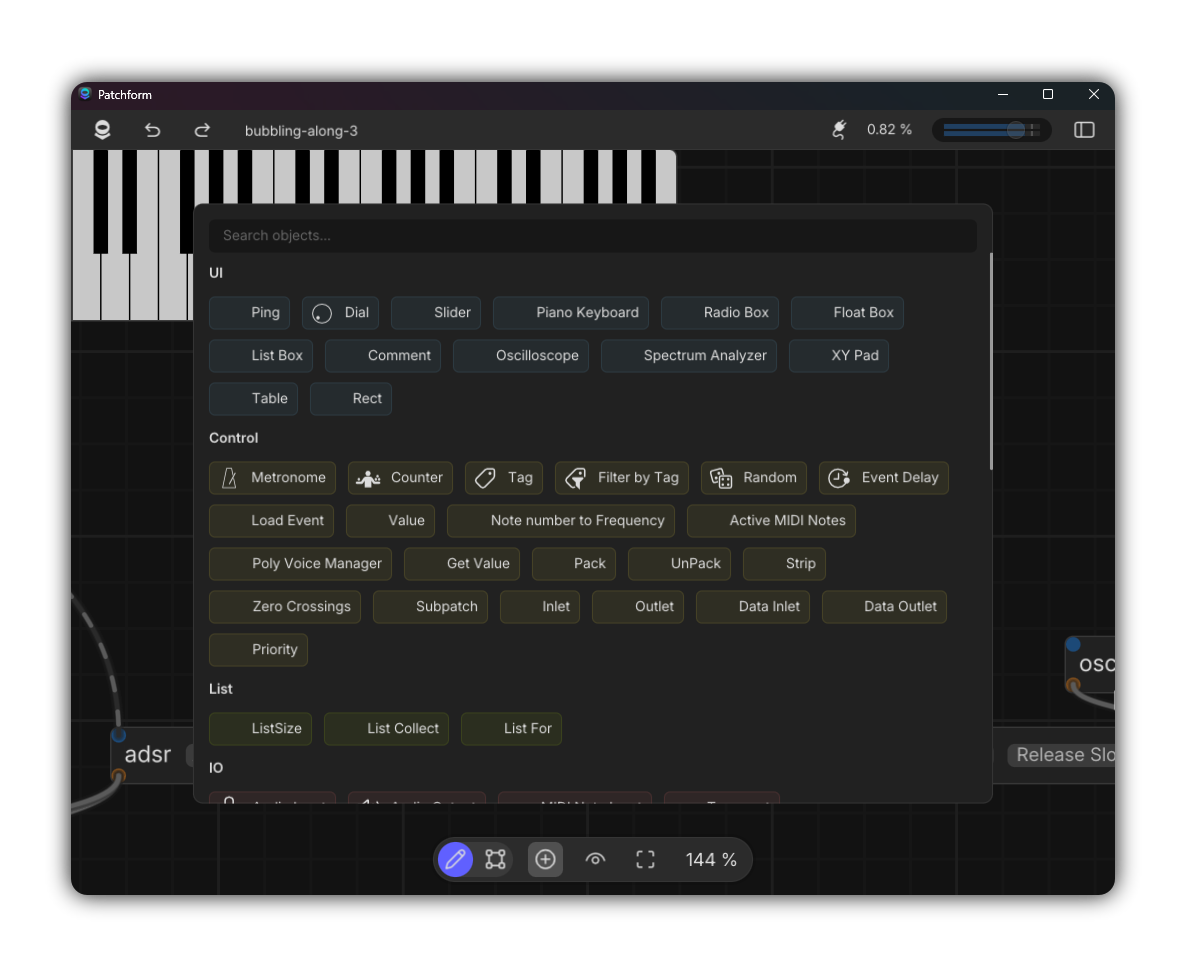 Patchform
bubbling-along-3
0.82 %
Search objects...
UI
Ping Dial Slider Piano Keyboard Radio Box Float Box
List Box Comment Oscilloscope Spectrum Analyzer XY Pad
Table Rect
Control
Metronome Counter Tag Filter by Tag Random Event Delay
Load Event Value Note number to Frequency Active MIDI Notes
Poly Voice Manager Get Value Pack UnPack Strip
Zero Crossings Subpatch Inlet Outlet Data Inlet Data Outlet
Priority
osc
List
ListSize List Collect List For
adsr
Release Slo
IO
144 %